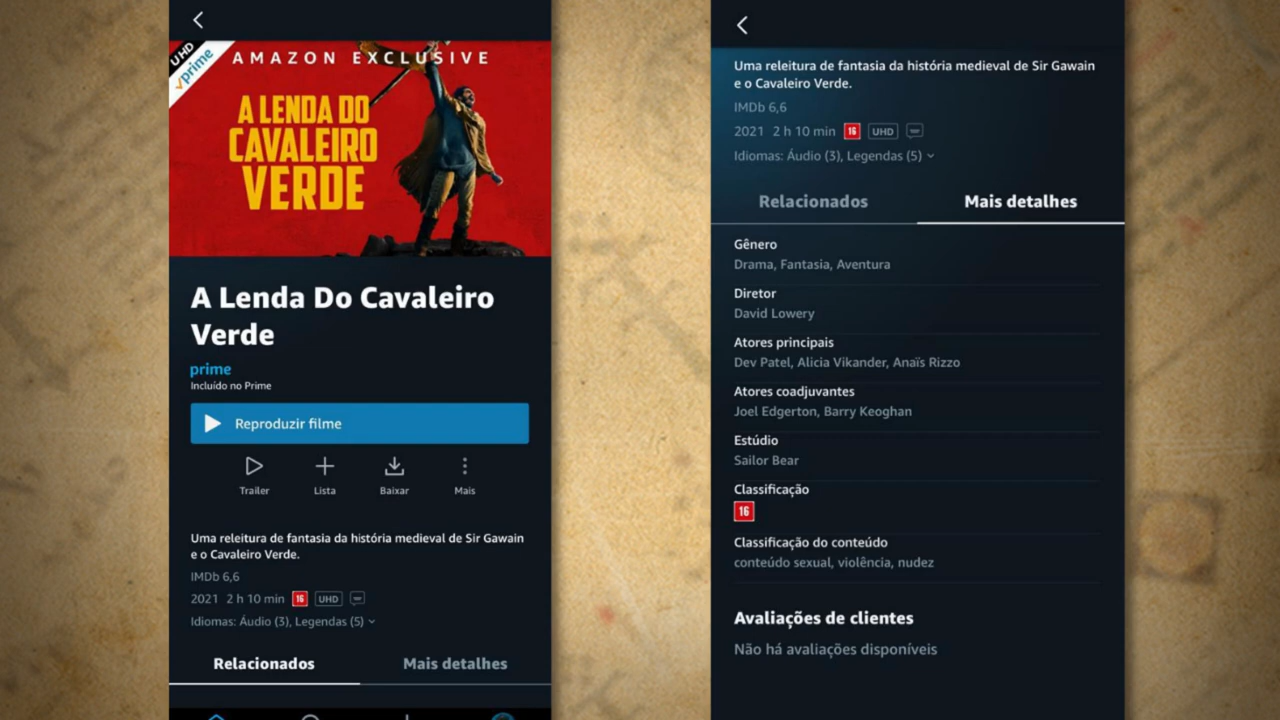 UHD
prime
AMAZON EXCLUSIVE
A LENDA DO
CAVALEIRO
VERDE
A Lenda Do Cavaleiro
Verde
prime
Incluído no Prime
Reproduzir filme
Trailer
Lista
Baixar
Mais
Uma releitura de fantasia da história medieval de Sir Gawain
e o Cavaleiro Verde.
IMDb 6,6
2021 2 h 10 min 16 UHD
Idiomas: Áudio (3), Legendas (5)
Relacionados Mais detalhes
Uma releitura de fantasia da história medieval de Sir Gawain
e o Cavaleiro Verde.
IMDb 6,6
2021 2 h 10 min 16 UHD
Idiomas: Áudio (3), Legendas (5)
Relacionados Mais detalhes
Gênero
Drama, Fantasia, Aventura
Diretor
David Lowery
Atores principais
Dev Patel, Alicia Vikander, Anaïs Rizzo
Atores coadjuvantes
Joel Edgerton, Barry Keoghan
Estúdio
Sailor Bear
Classificação
16
Classificação do conteúdo
conteúdo sexual, violência, nudez
Avaliações de clientes
Não há avaliações disponíveis